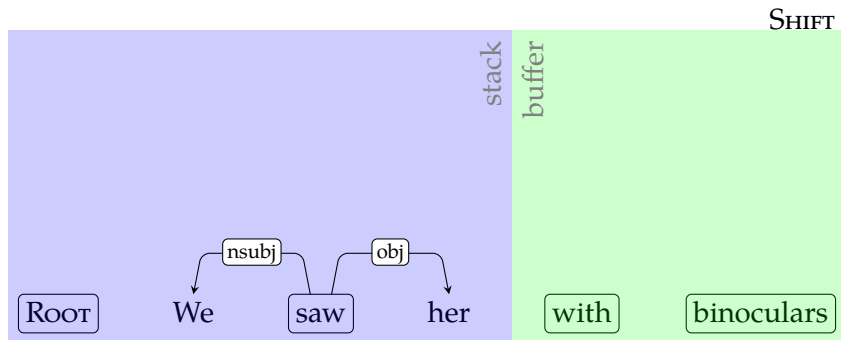 SHIFT
stack
buffer
nsubj obj
ROOT We saw her with binoculars